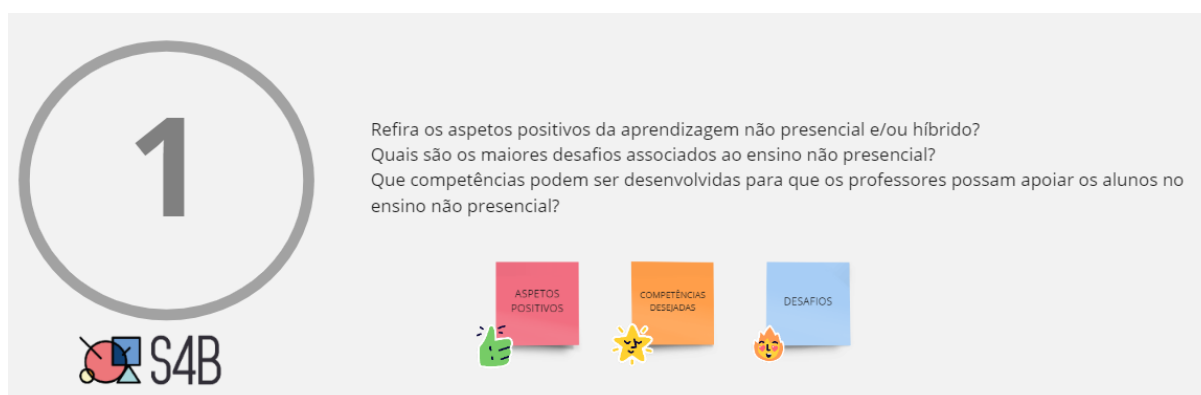 1
Refira os aspetos positivos da aprendizagem não presencial e/ou híbrido?
Quais são os maiores desafios associados ao ensino não presencial?
Que competências podem ser desenvolvidas para que os professores possam apoiar os alunos no
ensino não presencial?
ASPETOS
POSITIVOS
COMPETÊNCIAS
DESEJADAS
DESAFIOS
S4B